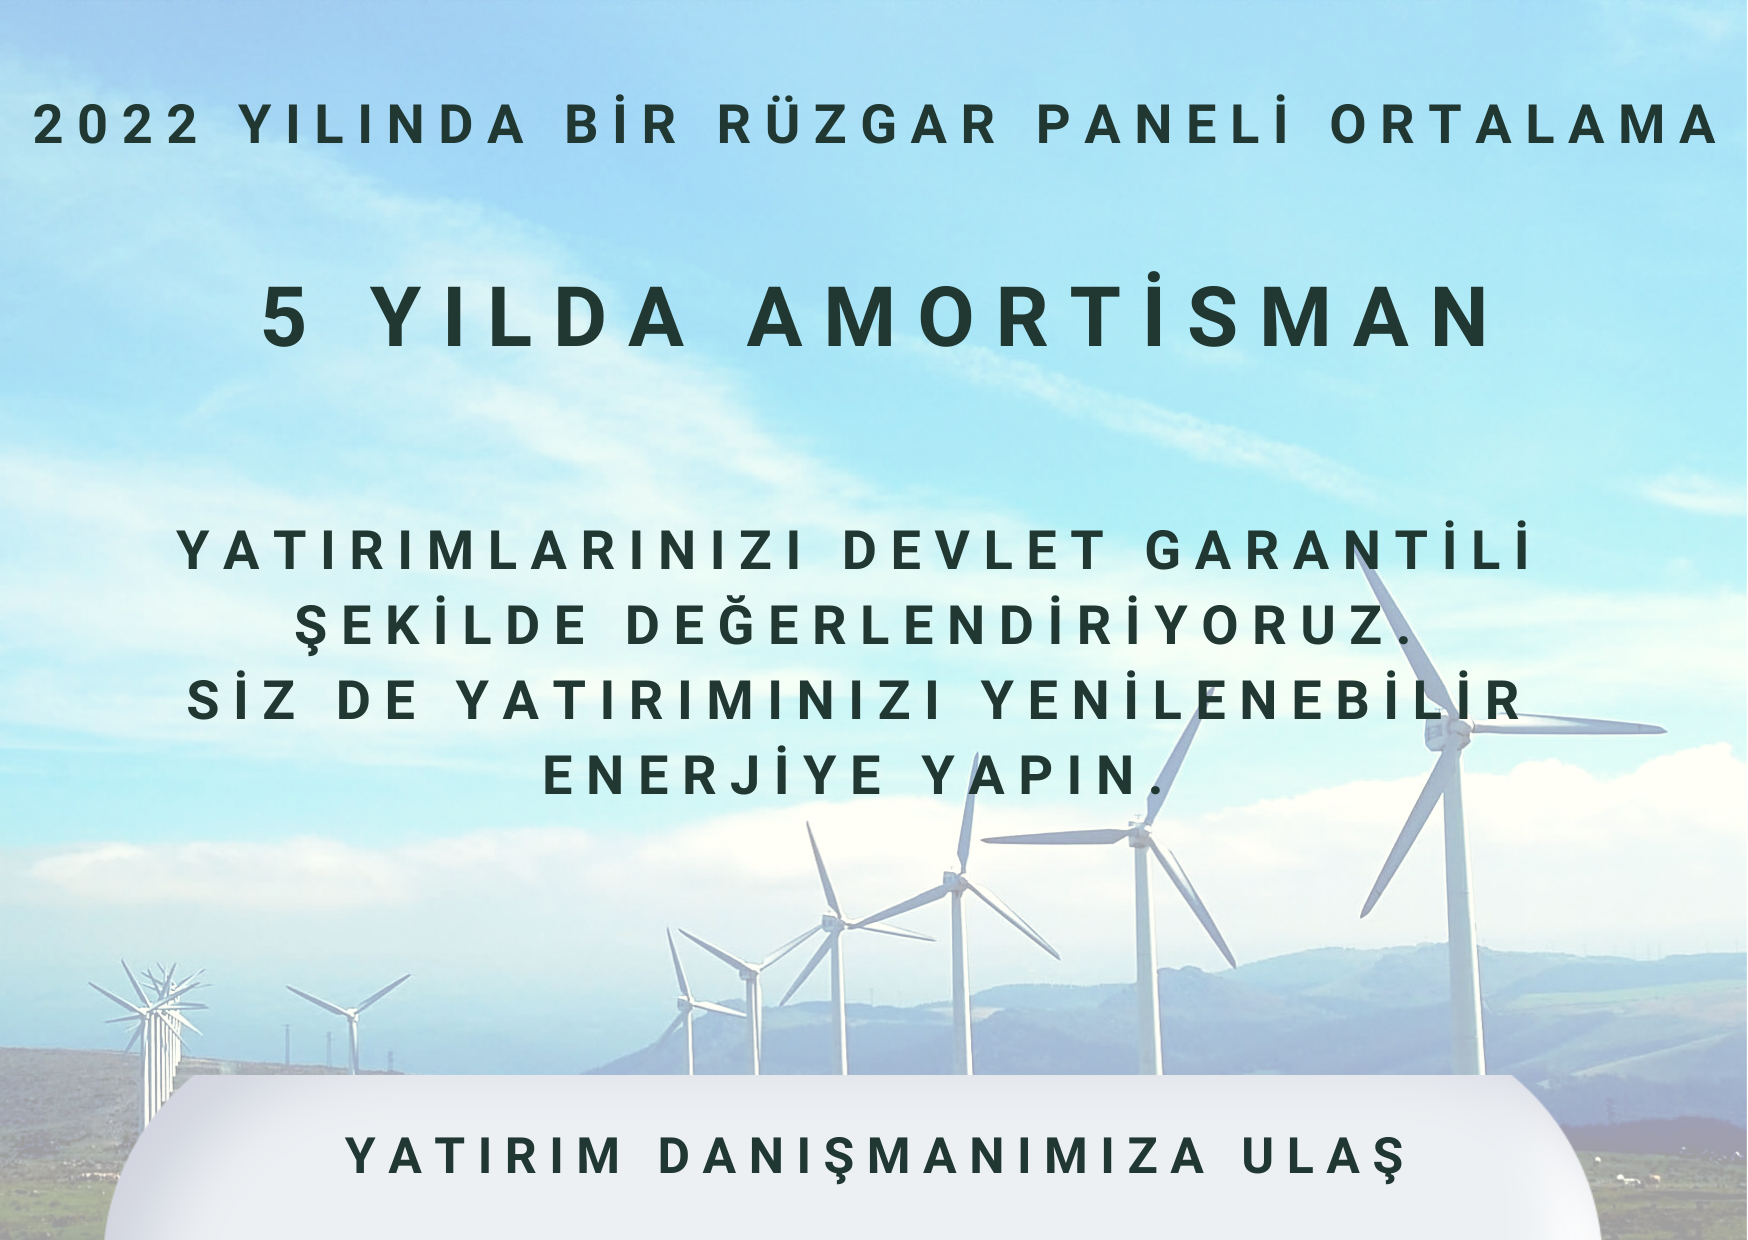 2022 YILINDA BİR RÜZGAR PANELİ ORTALAMA
5 YILDA AMORTİSMAN
YATIRIMLARINIZI DEVLET GARANTİLİ
ŞEKİLDE DEĞERLENDİRİYORUZ.
SİZ DE YATIRIMINIZI YENİLENEBİLİR
ENERJİYE YAPIN.
YATIRIM DANIŞMANIMIZA ULAŞ